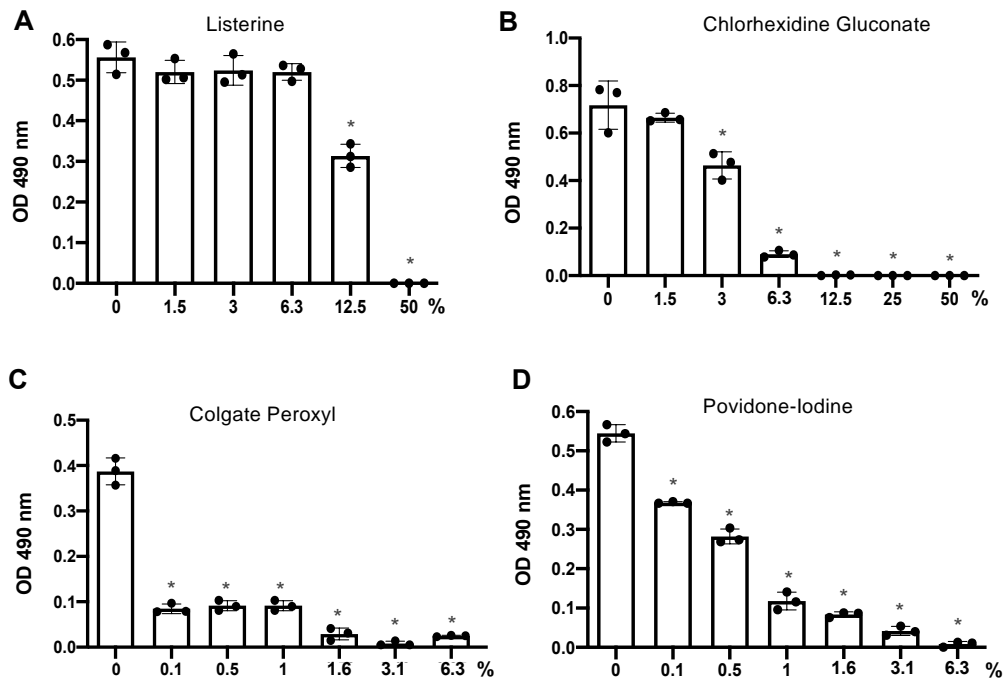 A
Listerine
0.6
0.5
0.5
0.3
0.2
0.2
0.0
OD 490 nm
*
*
0 1.5 3 6.3 12.5 50 %
B
Chlorhexidine Gluconate
1.0
0.8
0.6
0.4
0.2
0.0
OD 490 nm
*
*
* * *
0 1.5 3 6.3 12.5 25 50 %
C
Colgate Peroxyl
0.5
0.4
0.3
0.2
0.1
0.0
OD 490 nm
* * *
* * *
0 0.1 0.5 1 1.6 3.1 6.3 %
D
Povidone-Iodine
0.6
0.5
0.4
0.3
0.2
0.1
0.0
OD 490 nm
*
*
*
*
*
*
0 0.1 0.5 1 1.6 3.1 6.3 %